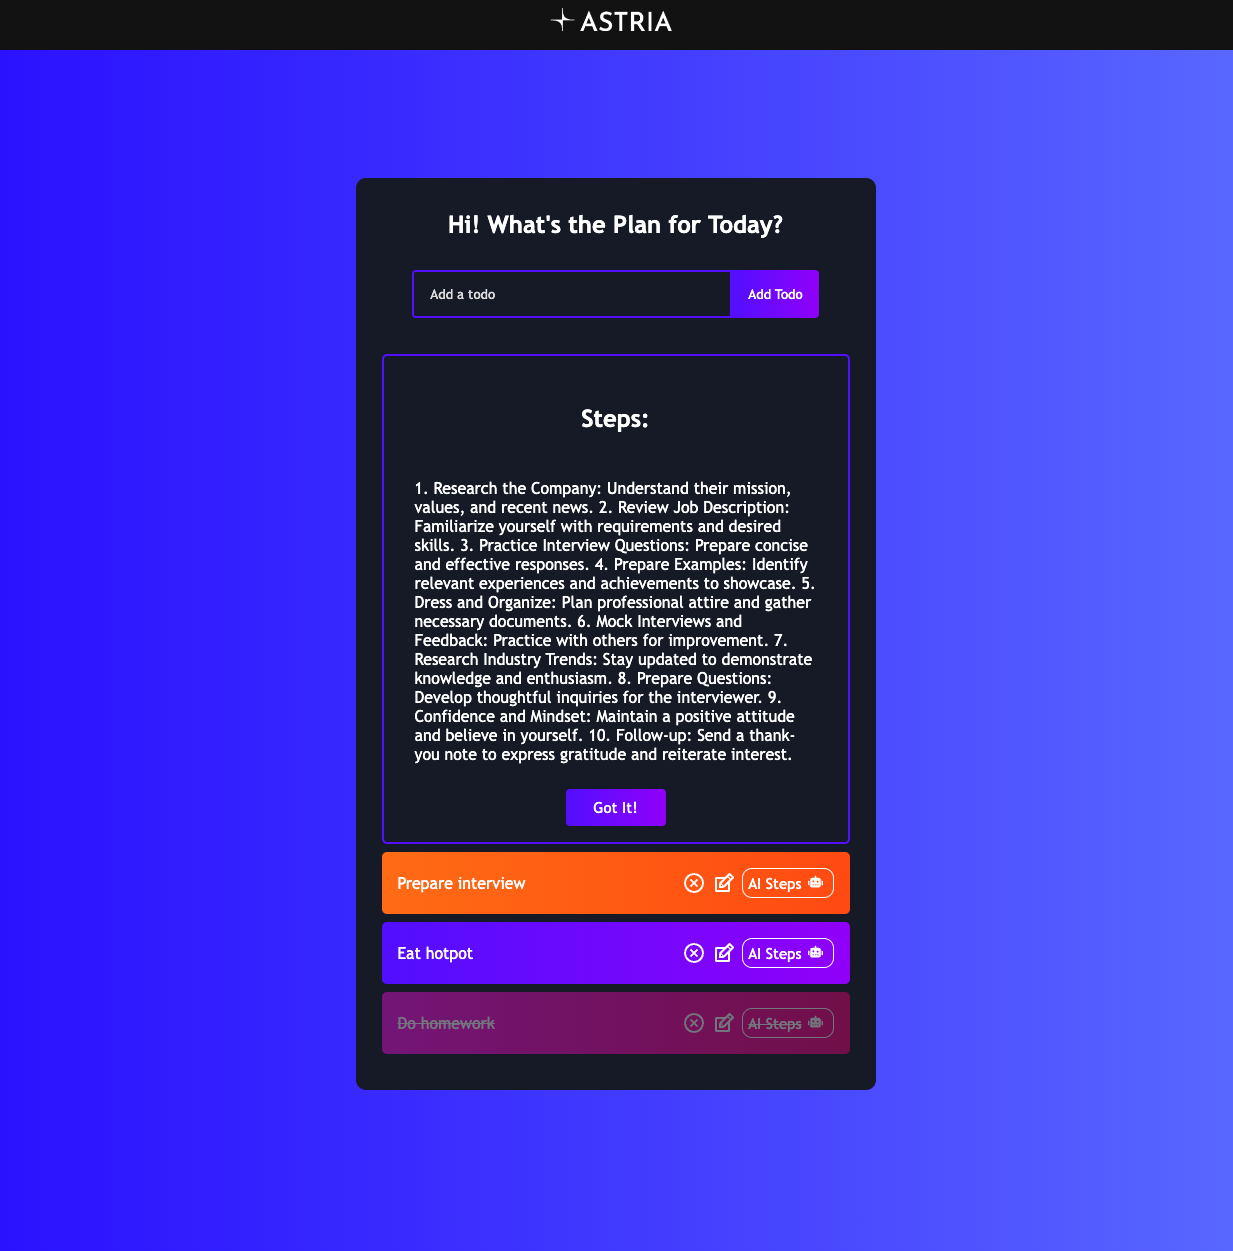 ASTRIA
Hi! What's the Plan for Today?
Add a todo
Add Todo
Steps:
1. Research the Company: Understand their mission,
values, and recent news. 2. Review Job Description:
Familiarize yourself with requirements and desired
skills. 3. Practice Interview Questions: Prepare concise
and effective responses. 4. Prepare Examples: Identify
relevant experiences and achievements to showcase. 5.
Dress and Organize: Plan professional attire and gather
necessary documents. 6. Mock Interviews and
Feedback: Practice with others for improvement. 7.
Research Industry Trends: Stay updated to demonstrate
knowledge and enthusiasm. 8. Prepare Questions:
Develop thoughtful inquiries for the interviewer. 9.
Confidence and Mindset: Maintain a positive attitude
and believe in yourself. 10. Follow-up: Send a thank-
you note to express gratitude and reiterate interest.
Got It!
Prepare interview
AI Steps
Eat hotpot
AI Steps
Do homework
AI Steps